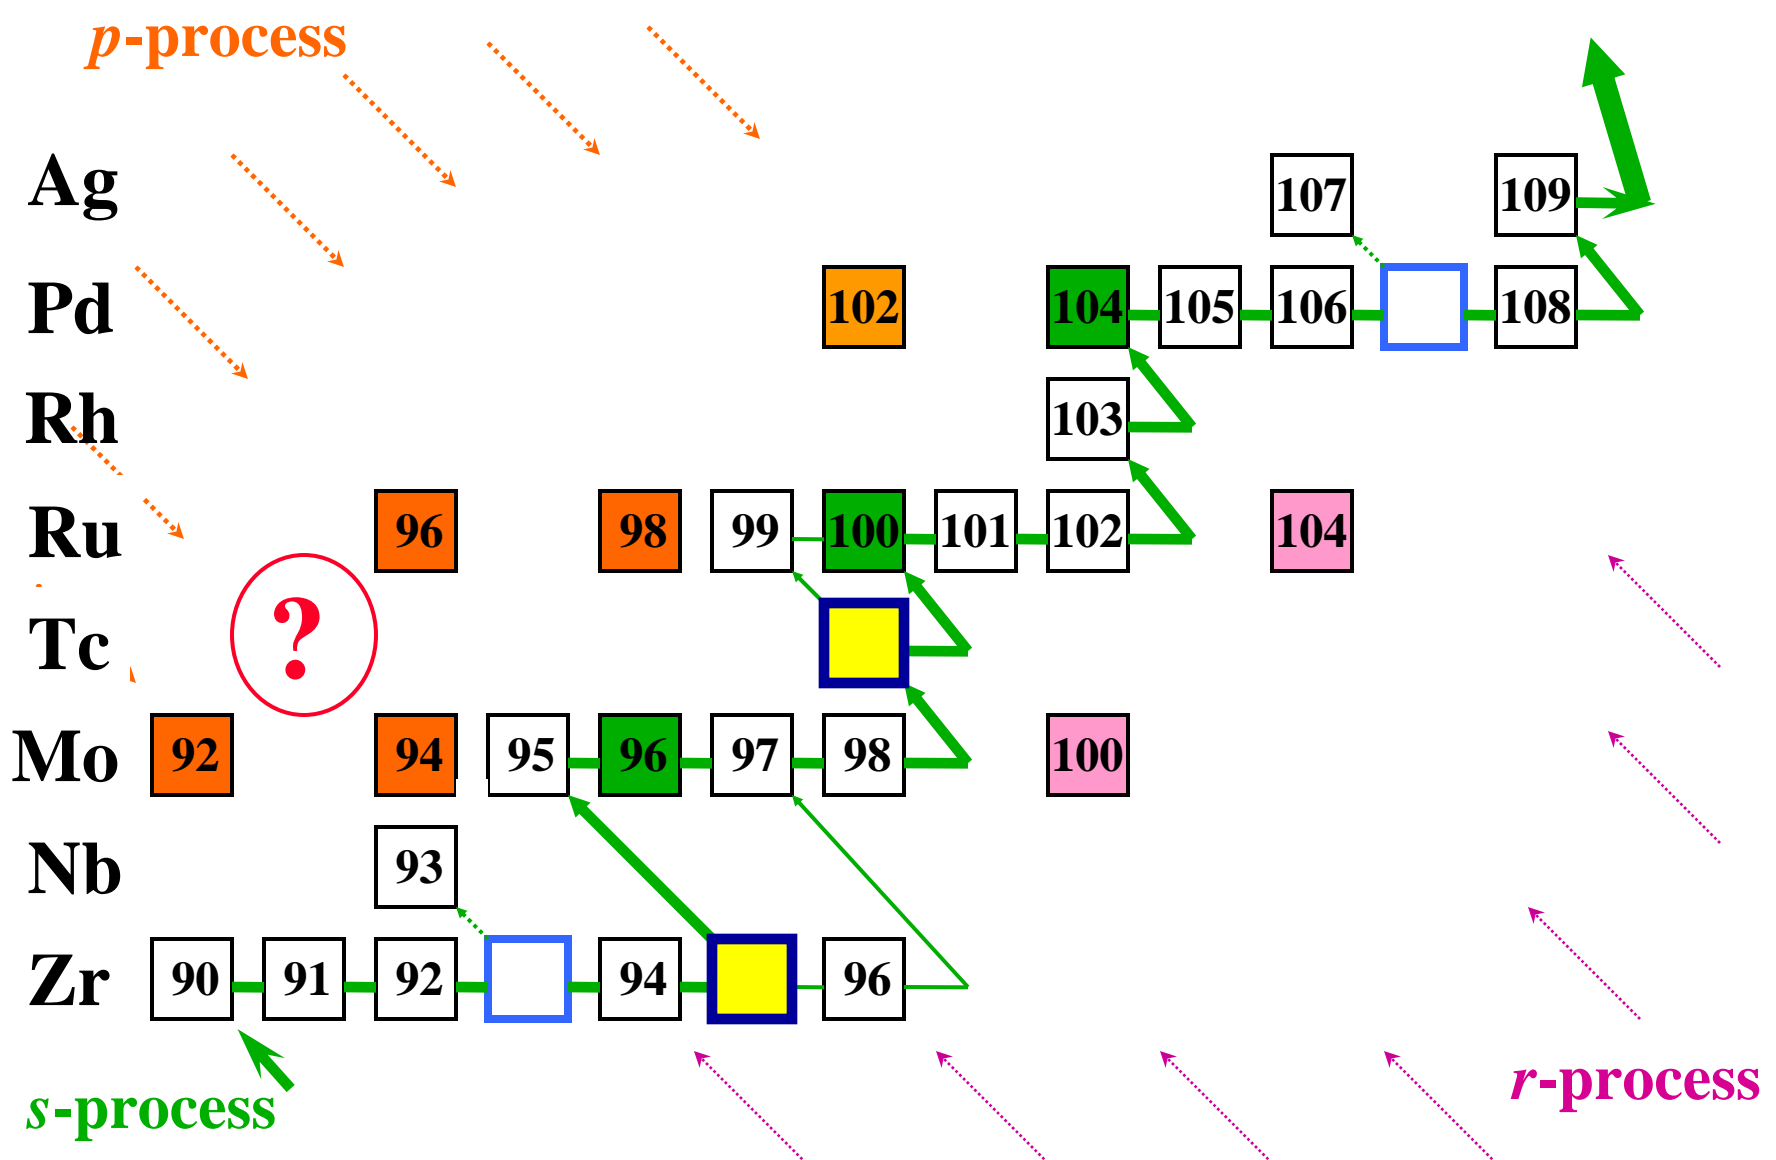 p-process
Ag 107 109
Pd 102 104 105 106 108
Rh 103
Ru 96 98 99 100 101 102 104
Tc ?
Mo 92 94 95 96 97 98 100
Nb 93
Zr 90 91 92 94 96
s-process
r-process